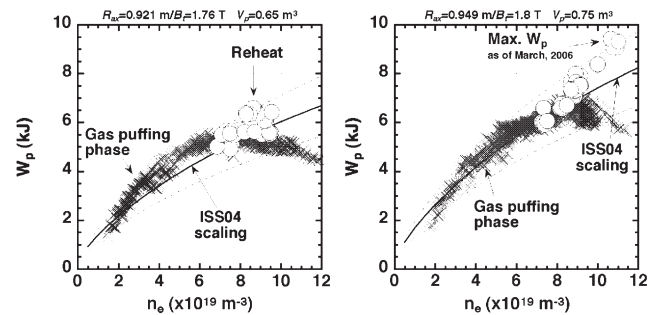 R_ax=0.921 m/B_t=1.76 T V_p=0.65 m³
10
8
6
4
2
0
W_p (kJ)
Reheat
Gas puffing
phase
ISS04
scaling
0 2 4 6 8 10 12
n_e (x10¹⁹ m⁻³)
R_ax=0.949 m/B_t=1.8 T V_p=0.75 m³
10
8
6
4
2
0
W_p (kJ)
Max. W_p
as of March, 2006
ISS04
scaling
Gas puffing
phase
0 2 4 6 8 10 12
n_e (x10¹⁹ m⁻³)